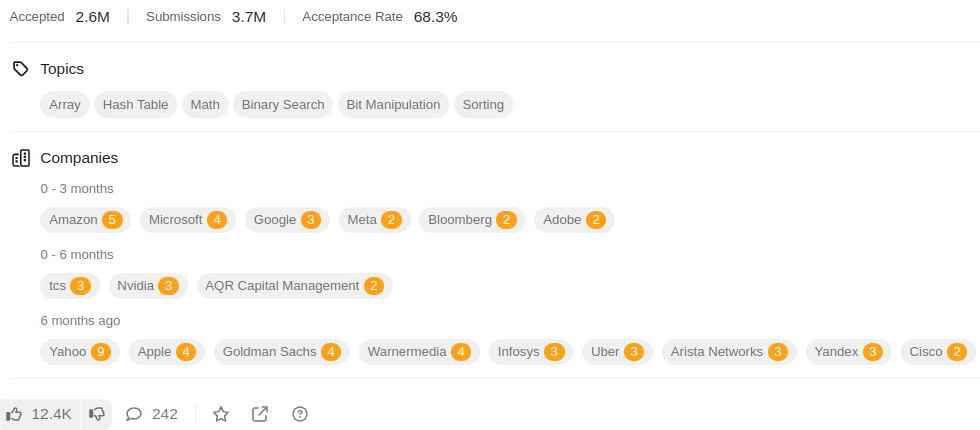 Accepted 2.6M Submissions 3.7M Acceptance Rate 68.3%
Topics
Array Hash Table Math Binary Search Bit Manipulation Sorting
Companies
0 - 3 months
Amazon 5 Microsoft 4 Google 3 Meta 2 Bloomberg 2 Adobe 2
0 - 6 months
tcs 3 Nvidia 3 AQR Capital Management 2
6 months ago
Yahoo 9 Apple 4 Goldman Sachs 4 Warnermedia 4 Infosys 3 Uber 3 Arista Networks 3 Yandex 3 Cisco 2
12.4K 242